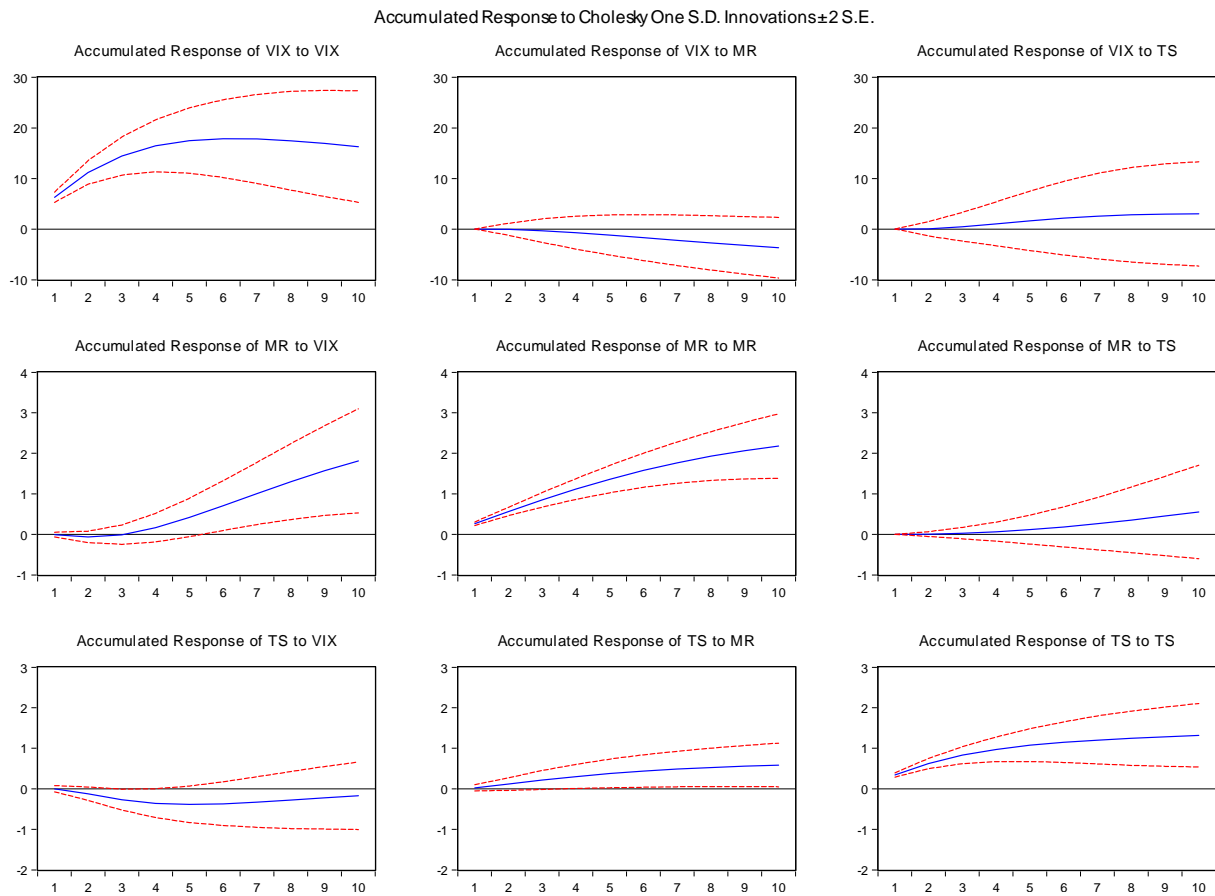 Accumulated Response to Cholesky One S.D. Innovations ± 2 S.E.
Accumulated Response of VIX to VIX
30
20
10
0
-10
1 2 3 4 5 6 7 8 9 10
Accumulated Response of VIX to MR
30
20
10
0
-10
1 2 3 4 5 6 7 8 9 10
Accumulated Response of VIX to TS
30
20
10
0
-10
1 2 3 4 5 6 7 8 9 10
Accumulated Response of MR to VIX
4
3
2
1
0
-1
1 2 3 4 5 6 7 8 9 10
Accumulated Response of MR to MR
4
3
2
1
0
-1
1 2 3 4 5 6 7 8 9 10
Accumulated Response of MR to TS
4
3
2
1
0
-1
1 2 3 4 5 6 7 8 9 10
Accumulated Response of TS to VIX
3
2
1
0
-1
-2
1 2 3 4 5 6 7 8 9 10
Accumulated Response of TS to MR
3
2
1
0
-1
-2
1 2 3 4 5 6 7 8 9 10
Accumulated Response of TS to TS
3
2
1
0
-1
-2
1 2 3 4 5 6 7 8 9 10